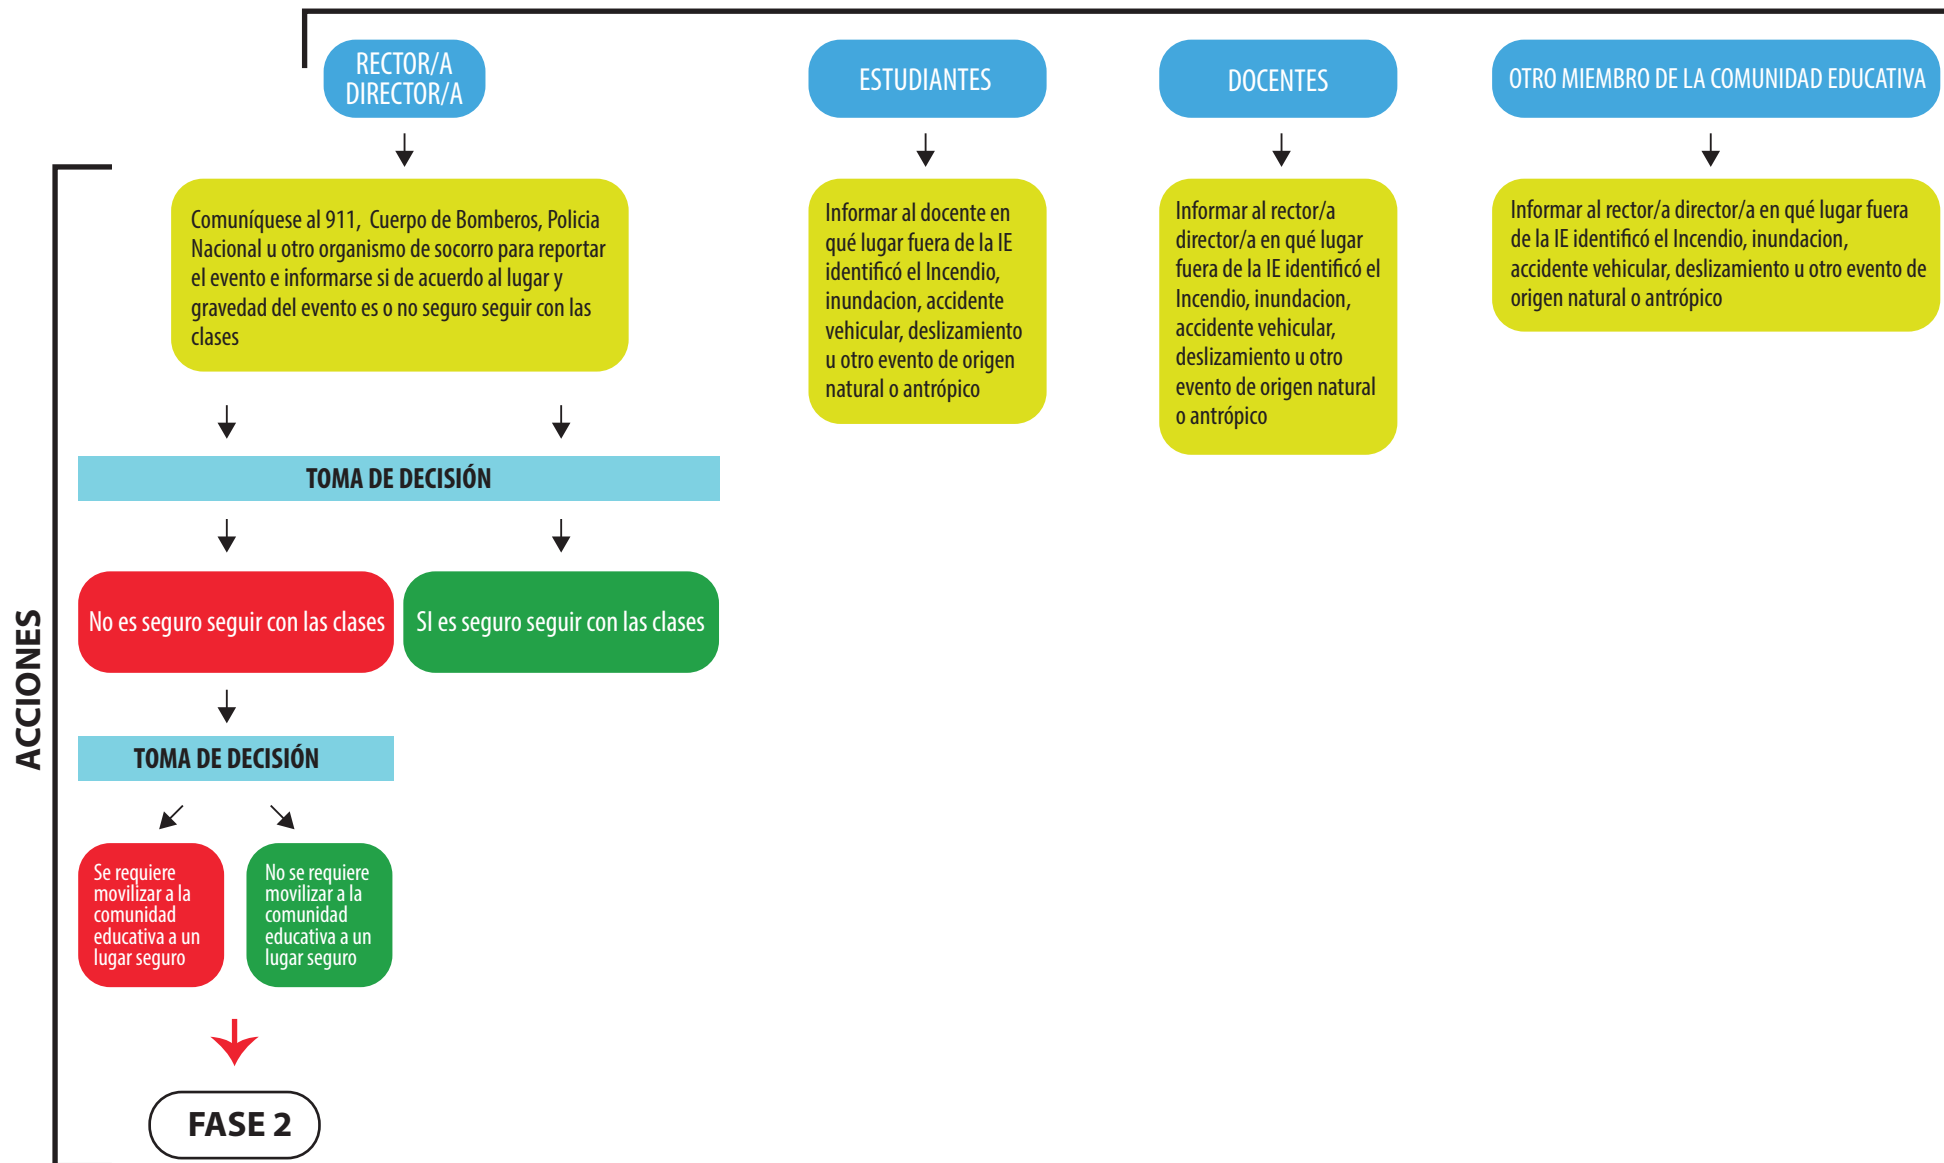 RECTOR/A
DIRECTOR/A
ESTUDIANTES
DOCENTES
OTRO MIEMBRO DE LA COMUNIDAD EDUCATIVA
Comuníquese al 911, Cuerpo de Bomberos, Policia
Nacional u otro organismo de socorro para reportar
el evento e informarse si de acuerdo al lugar y
gravedad del evento es o no seguro seguir con las
clases
Informar al docente en
qué lugar fuera de la IE
identificó el Incendio,
inundacion, accidente
vehicular, deslizamiento
u otro evento de origen
natural o antrópico
Informar al rector/a
director/a en qué lugar
fuera de la IE identificó el
Incendio, inundacion,
accidente vehicular,
deslizamiento u otro
evento de origen natural
o antrópico
Informar al rector/a director/a en qué lugar fuera
de la IE identificó el Incendio, inundacion,
accidente vehicular, deslizamiento u otro evento de
origen natural o antrópico
TOMA DE DECISIÓN
No es seguro seguir con las clases
SI es seguro seguir con las clases
ACCIONES
TOMA DE DECISIÓN
Se requiere
movilizar a la
comunidad
educativa a un
lugar seguro
No se requiere
movilizar a la
comunidad
educativa a un
lugar seguro
FASE 2